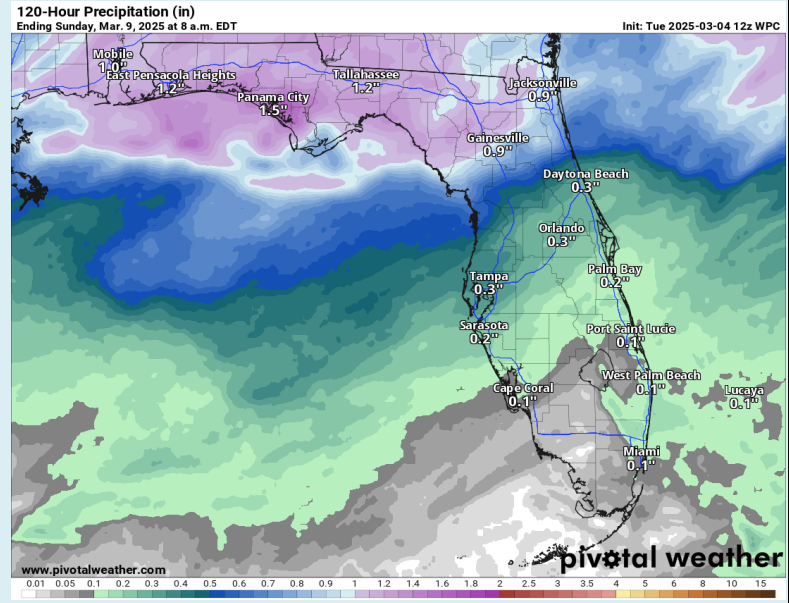 120-Hour Precipitation (in)
Ending Sunday, Mar. 9, 2025 at 8 a.m. EDT
Init: Tue 2025-03-04 12z WPC
Mobile
1.0"
East Pensacola Heights
1.2"
Panama City
1.5"
Tallahassee
1.2"
Jacksonville
0.9"
Gainesville
0.9"
Daytona Beach
0.3"
Orlando
0.3"
Tampa
0.3"
Palm Bay
0.2"
Sarasota
0.2"
Port Saint Lucie
0.1"
West Palm Beach
0.1"
Lucaya
0.1"
Cape Coral
0.1"
Miami
0.1"
www.pivotalweather.com
pivotal weather
0.01 0.05 0.1 0.2 0.3 0.4 0.5 0.6 0.7 0.8 0.9 1 1.2 1.4 1.6 1.8 2 2.5 3 3.5 4 5 6 8 10 15